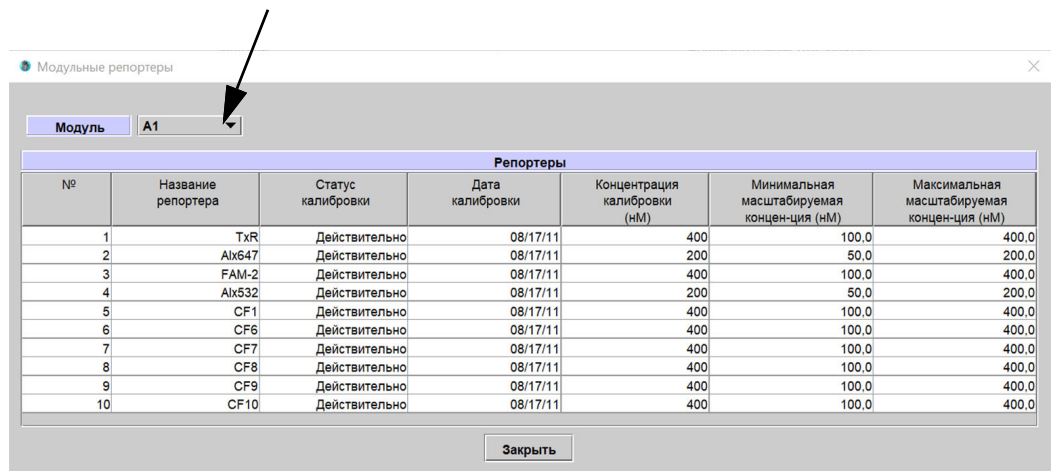 Модульные репортеры
Модуль A1
Репортеры
№ Название репортера Статус калибровки Дата калибровки Концентрация калибровки (нМ) Минимальная масштабируемая концен-ция (нМ) Максимальная масштабируемая концен-ция (нМ)
1 TxR Действительно 08/17/11 400 100,0 400,0
2 Alx647 Действительно 08/17/11 200 50,0 200,0
3 FAM-2 Действительно 08/17/11 400 100,0 400,0
4 Alx532 Действительно 08/17/11 200 50,0 200,0
5 CF1 Действительно 08/17/11 400 100,0 400,0
6 CF6 Действительно 08/17/11 400 100,0 400,0
7 CF7 Действительно 08/17/11 400 100,0 400,0
8 CF8 Действительно 08/17/11 400 100,0 400,0
9 CF9 Действительно 08/17/11 400 100,0 400,0
10 CF10 Действительно 08/17/11 400 100,0 400,0
Закрыть